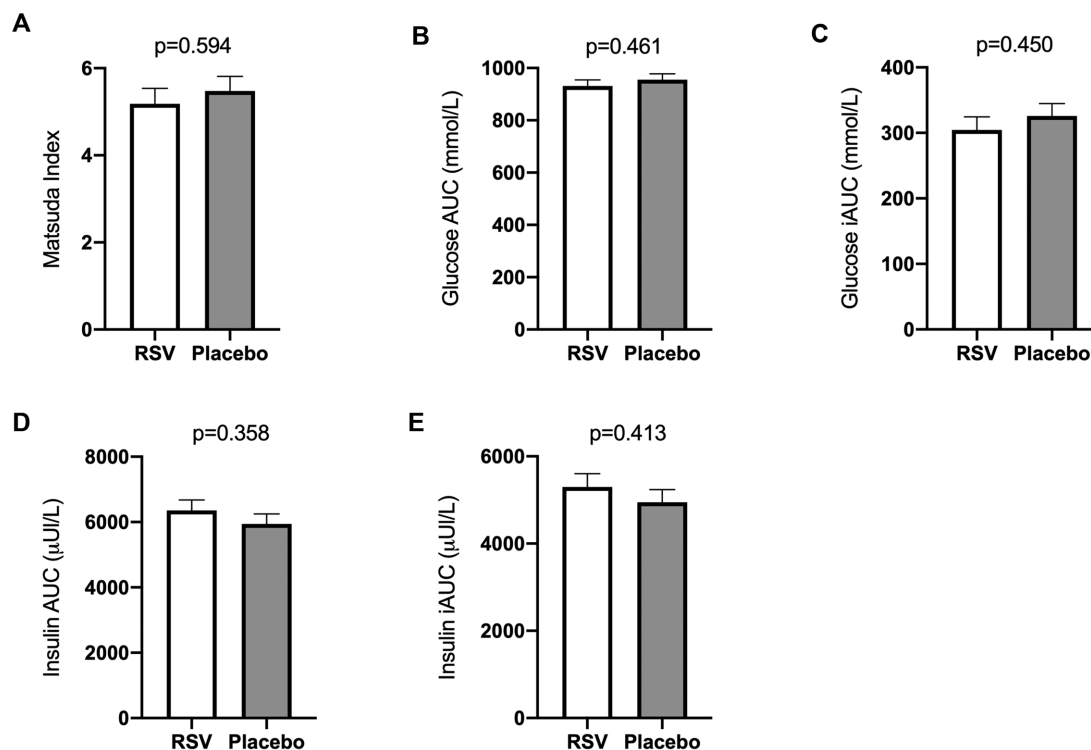 A
p=0.594
Matsuda Index
6
4
2
0
RSV Placebo
B
p=0.461
Glucose AUC (mmol/L)
1000
800
600
400
200
0
RSV Placebo
C
p=0.450
Glucose iAUC (mmol/L)
400
300
200
100
0
RSV Placebo
D
p=0.358
Insulin AUC (μUI/L)
8000
6000
4000
2000
0
RSV Placebo
E
p=0.413
Insulin iAUC (μUI/L)
6000
4000
2000
0
RSV Placebo